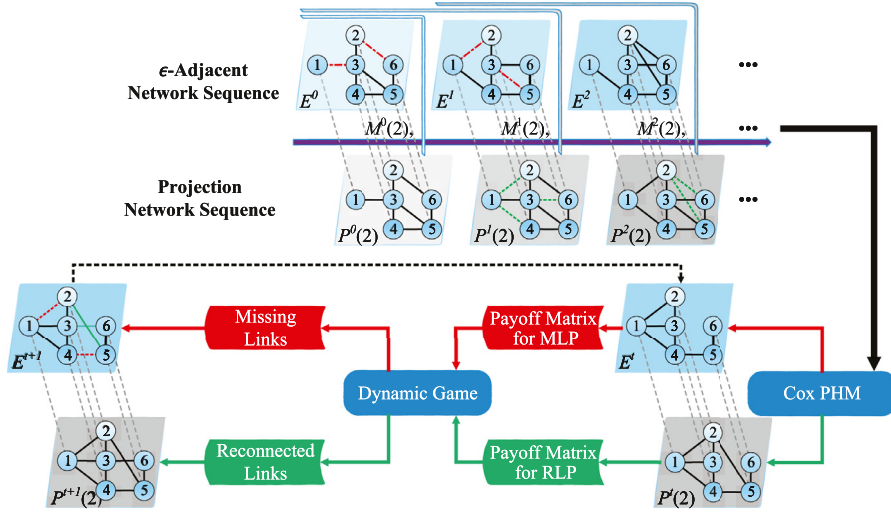 2
1 3 6
4 5
E⁰
2
1 3 6
4 5
E¹
2
1 3 6
4 5
E²
...
ϵ-Adjacent
Network Sequence
M⁰(2),
M¹(2),
M²(2),
...
Projection
Network Sequence
2
1 3 6
4 5
P⁰(2)
2
1 3 6
4 5
P¹(2)
2
1 3 6
4 5
P²(2)
...
2
1 3 6
4 5
Eᵗ⁺¹
Missing
Links
Payoff Matrix
for MLP
2
1 3 6
4 5
Eᵗ
Dynamic Game
Cox PHM
2
1 3 6
4 5
Pᵗ⁺¹(2)
Reconnected
Links
Payoff Matrix
for RLP
2
1 3 6
4 5
Pᵗ(2)